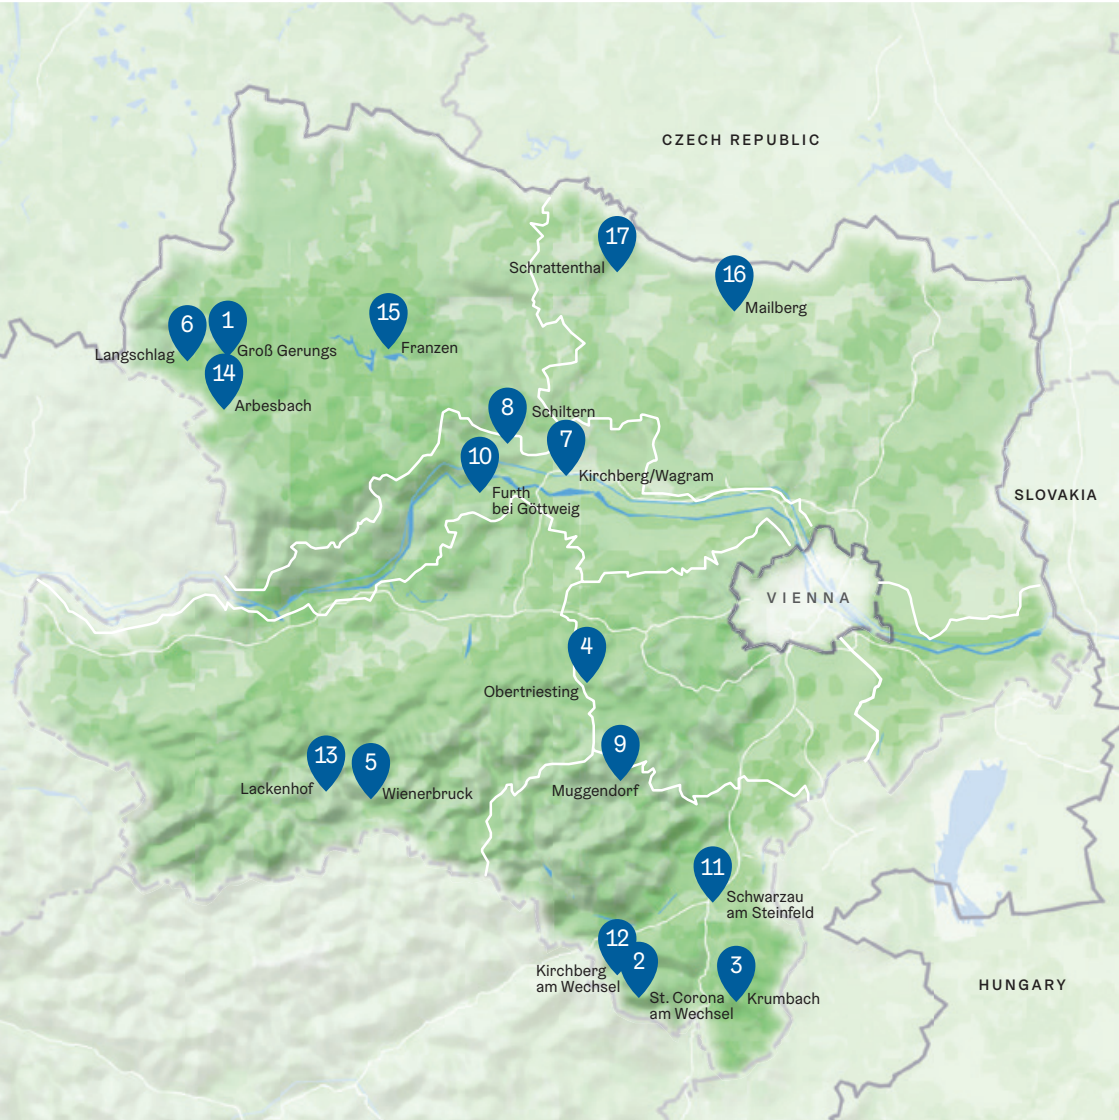 CZECH REPUBLIC
17
Schrattenthal
16
Mailberg
15
Franzen
6
1
Langschlag
Groß Gerungs
14
Arbesbach
8
Schiltern
7
Kirchberg/Wagram
10
Furth
bei Göttweig
SLOVAKIA
VIENNA
4
Obertriesting
9
Muggendorf
13
Lackenhof
5
Wienerbruck
11
Schwarzau
am Steinfeld
12
Kirchberg
am Wechsel
2
St. Corona
am Wechsel
3
Krumbach
HUNGARY